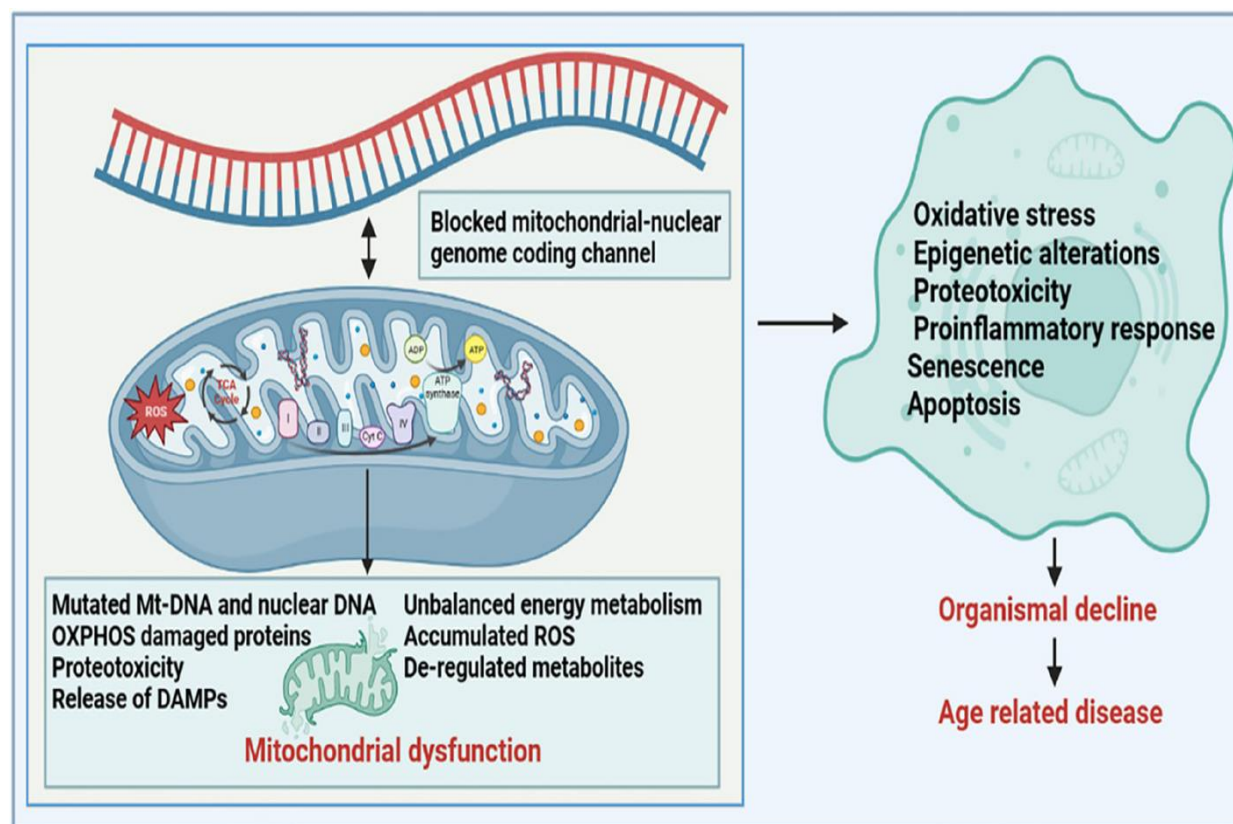 Blocked mitochondrial-nuclear
genome coding channel
ROS
TCA
Cycle
ADP
ATP
ATP
synthase
I
II
III
Cyt C
IV
Mutated Mt-DNA and nuclear DNA
OXPHOS damaged proteins
Proteotoxicity
Release of DAMPs
Unbalanced energy metabolism
Accumulated ROS
De-regulated metabolites
Mitochondrial dysfunction
Oxidative stress
Epigenetic alterations
Proteotoxicity
Proinflammatory response
Senescence
Apoptosis
Organismal decline
Age related disease